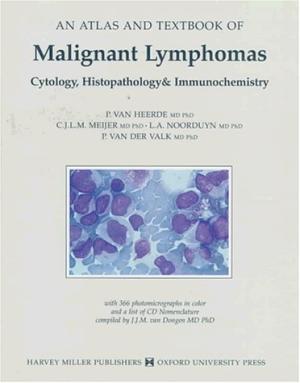 AN ATLAS AND TEXTBOOK OF
Malignant Lymphomas
Cytology, Histopathology& Immunochemistry
P. VAN HEERDE MD PhD
C.J.L.M. MEIJER MD PhD - L.A. NOORDUYN MD PhD
P. VAN DER VALK MD PhD
with 366 photomicrographs in color
and a list of CD Nomenclature
compiled by J.J.M. van Dongen MD PhD
HARVEY MILLER PUBLISHERS OXFORD UNIVERSITY PRESS